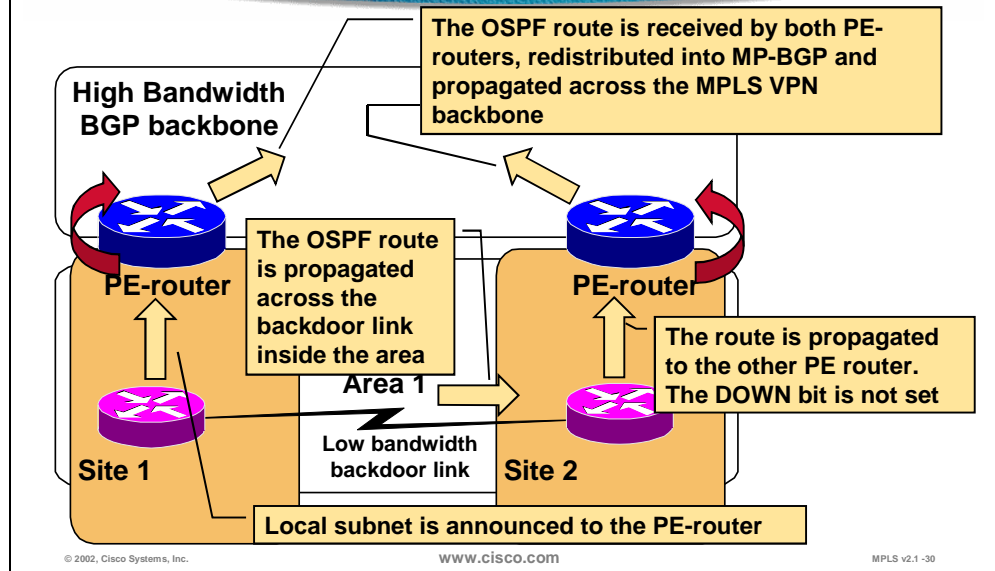 The OSPF route is received by both PE-
routers, redistributed into MP-BGP and
propagated across the MPLS VPN
backbone
High Bandwidth
BGP backbone
The OSPF route
is propagated
across the
backdoor link
inside the area
PE-router
PE-router
The route is propagated
to the other PE router.
The DOWN bit is not set
Area 1
Low bandwidth
backdoor link
Site 1
Site 2
Local subnet is announced to the PE-router
© 2002, Cisco Systems, Inc.
www.cisco.com
MPLS v2.1 -30